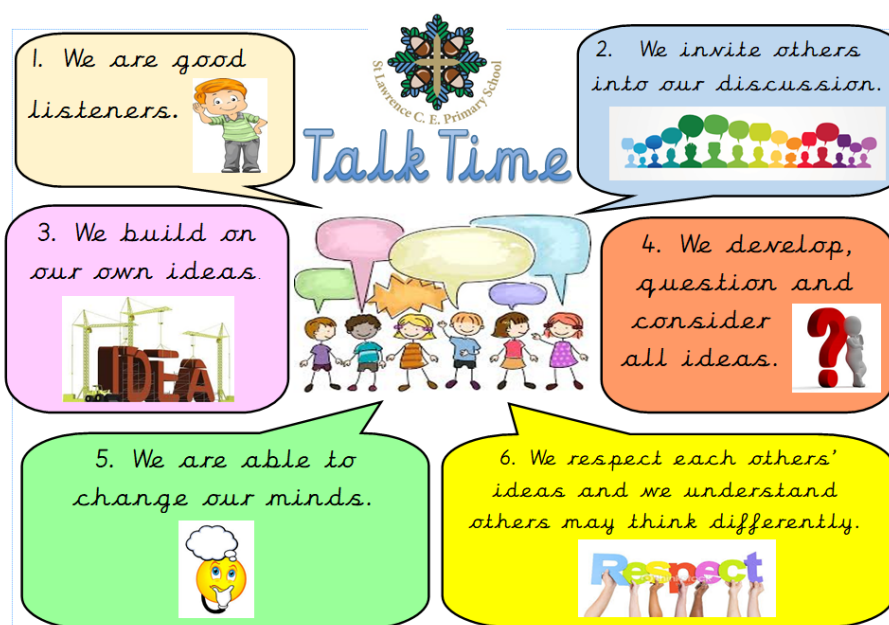 1. We are good
listeners.
St Lawrence C. E. Primary School
Talk Time
2. We invite others
into our discussion.
3. We build on
our own ideas.
IDEA
4. We develop,
question and
consider
all ideas.
?
5. We are able to
change our minds.
6. We respect each others'
ideas and we understand
others may think differently.
Respect